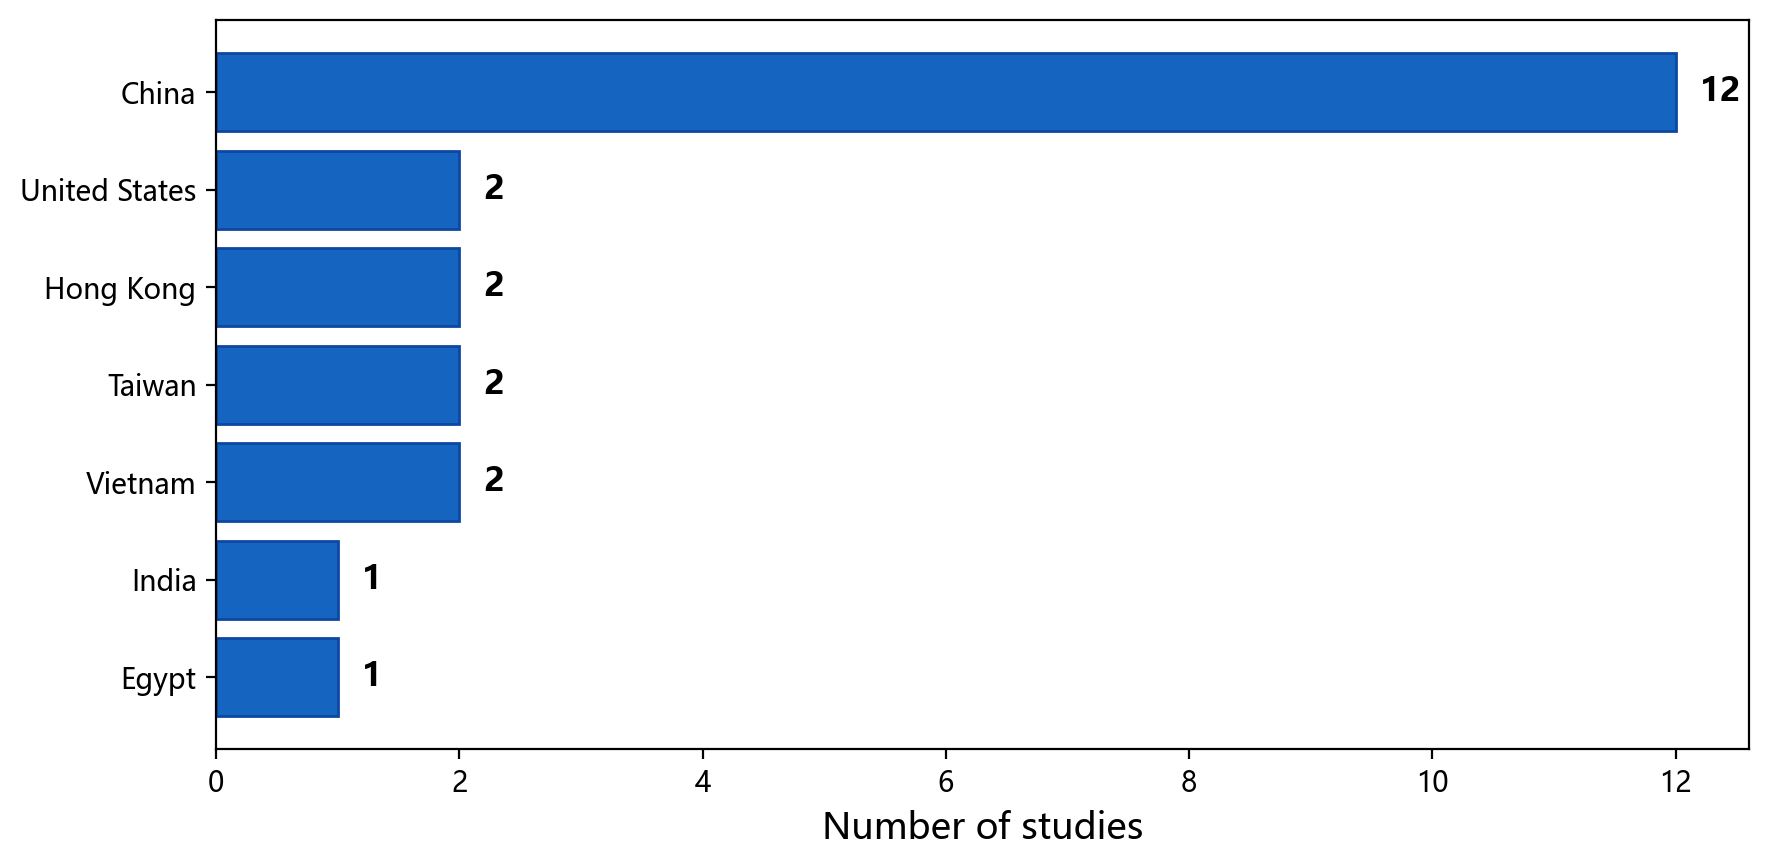 China 12
United States 2
Hong Kong 2
Taiwan 2
Vietnam 2
India 1
Egypt 1
0 2 4 6 8 10 12
Number of studies